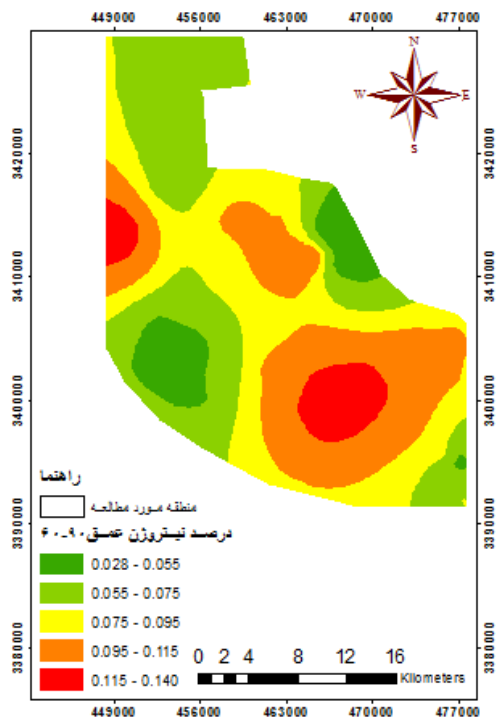 449000 456000 463000 470000 477000
N
W E
S
3420000
3410000
3400000
3390000
3380000
راهنما
منطقه مورد مطالعه
درصد نیتروژن عمق ۹۰-۶۰
0.028 - 0.055
0.055 - 0.075
0.075 - 0.095
0.095 - 0.115
0.115 - 0.140
0 2 4 8 12 16
Kilometers
449000 456000 463000 470000 477000